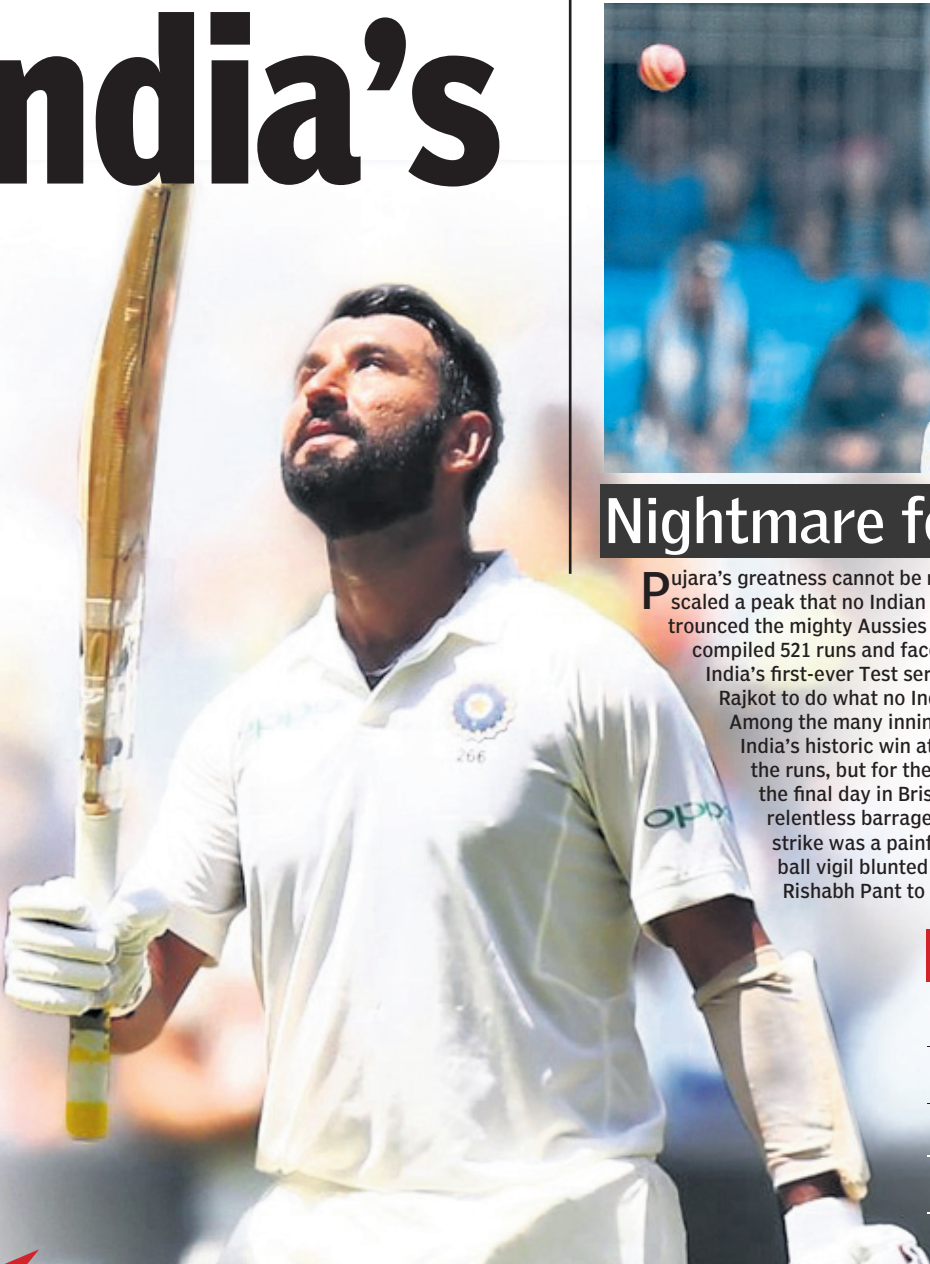 ndia's
oppo
266
oppo
Nightmare fo
Pujara's greatness cannot be
scaled a peak that no Indian
trounced the mighty Aussies
compiled 521 runs and face
India's first-ever Test ser
Rajkot to do what no Ind
Among the many innin
India's historic win at
the runs, but for the
the final day in Bris
relentless barrage
strike was a painf
ball vigil blunted
Rishabh Pant to